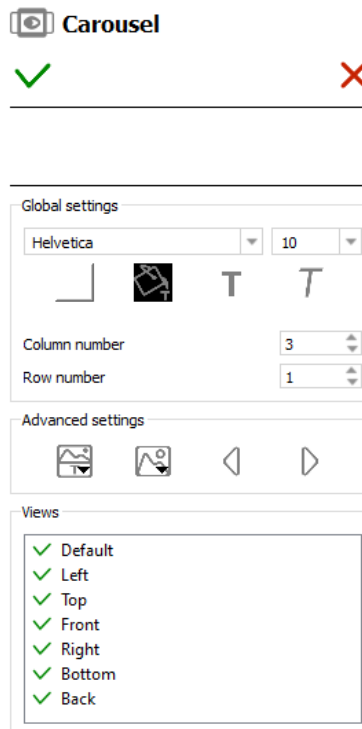 Carousel
Global settings
Helvetica 10
T T
Column number 3
Row number 1
Advanced settings
Views
Default
Left
Top
Front
Right
Bottom
Back